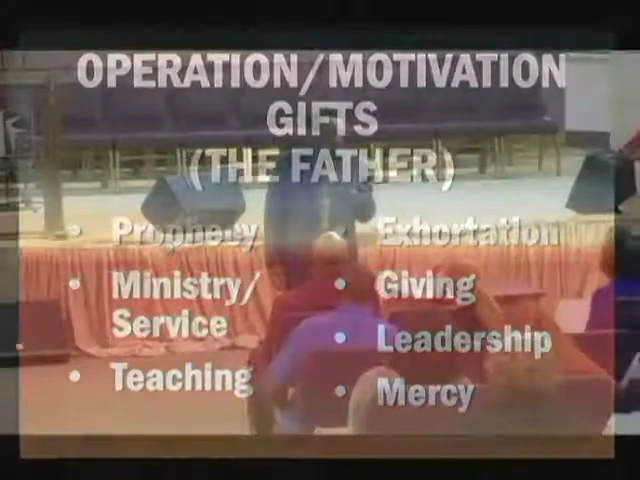 OPERATION/MOTIVATION
GIFTS
(THE FATHER)
• Prophecy
• Ministry/
Service
• Teaching
• Exhortation
• Giving
• Leadership
• Mercy